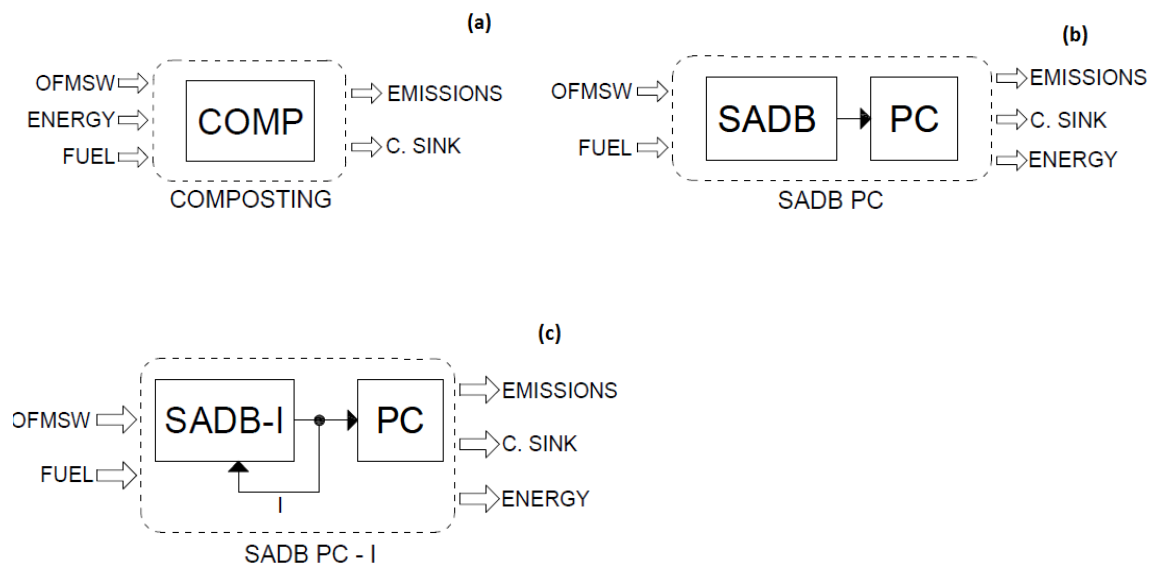 (a)
OFMSW
ENERGY
FUEL
COMP
EMISSIONS
C. SINK
COMPOSTING
(b)
OFMSW
FUEL
SADB
PC
EMISSIONS
C. SINK
ENERGY
SADB PC
(c)
OFMSW
FUEL
SADB-I
PC
I
EMISSIONS
C. SINK
ENERGY
SADB PC - I